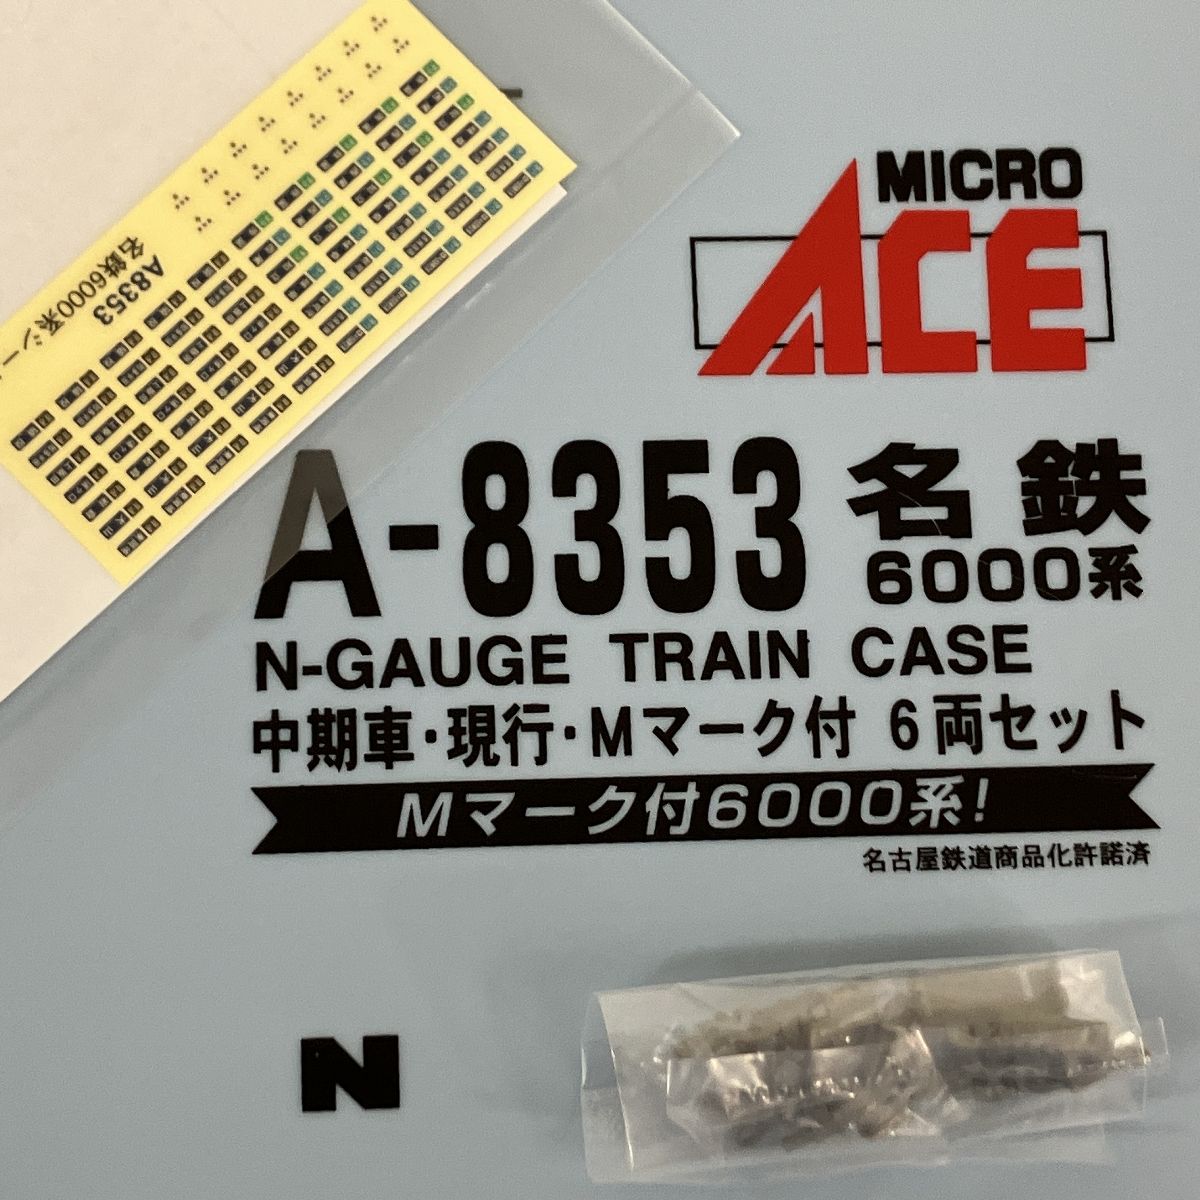 MICRO
ACE
A-8353 名鉄
6000系
N-GAUGE TRAIN CASE
中期車・現行・Mマーク付 6両セット
Mマーク付6000系!
名古屋鉄道商品化許諾済
N
A8353
名鉄6000系シー